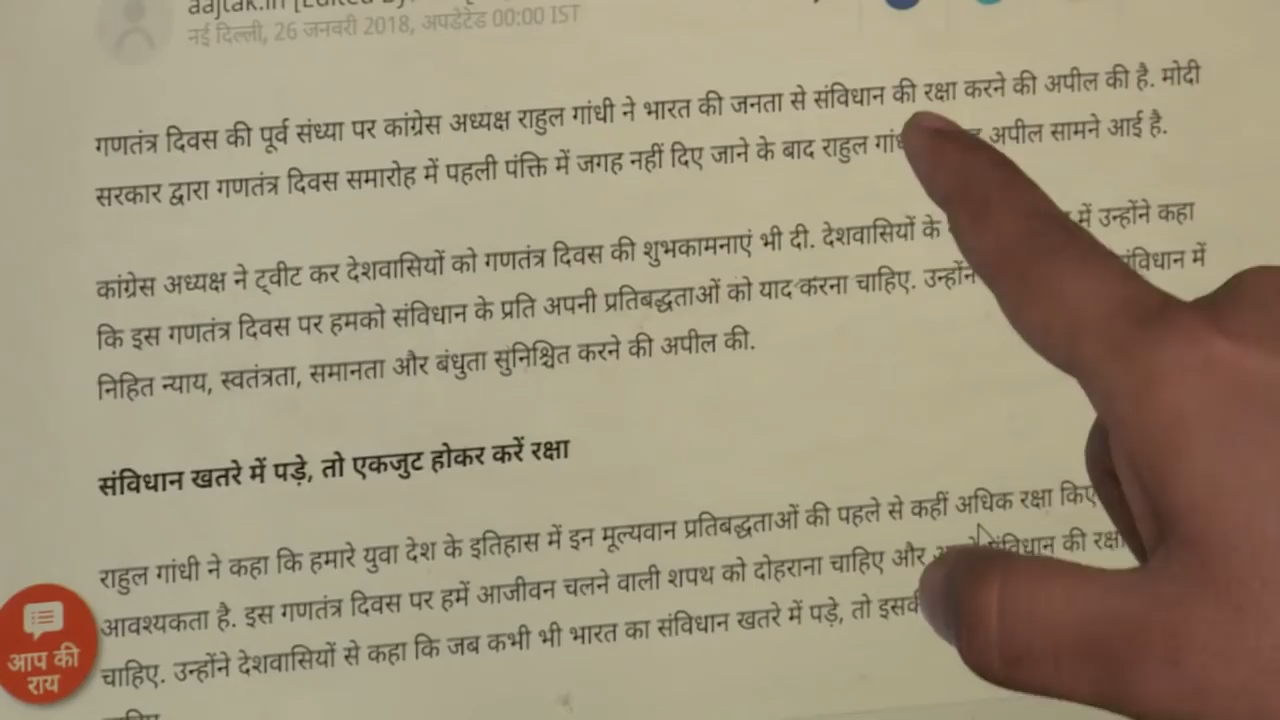 aajtak.in
नई दिल्ली, 26 जनवरी 2018, अपडेटेड 00:00 IST
गणतंत्र दिवस की पूर्व संध्या पर कांग्रेस अध्यक्ष राहुल गांधी ने भारत की जनता से संविधान की रक्षा करने की अपील की है. मोदी
सरकार द्वारा गणतंत्र दिवस समारोह में पहली पंक्ति में जगह नहीं दिए जाने के बाद राहुल अपील सामने आई है.
कांग्रेस अध्यक्ष ने ट्वीट कर देशवासियों को गणतंत्र दिवस की शुभकामनाएं भी दी. देशवासियों के में उन्होंने कहा
कि इस गणतंत्र दिवस पर हमको संविधान के प्रति अपनी प्रतिबद्धताओं को याद करना चाहिए. संविधान में
निहित न्याय, स्वतंत्रता, समानता और बंधुता सुनिश्चित करने की अपील की.
संविधान खतरे में पड़े, तो एकजुट होकर करें रक्षा
राहुल गांधी ने कहा कि हमारे युवा देश के इतिहास में इन मूल्यवान प्रतिबद्धताओं की पहले से कहीं अधिक रक्षा किए
आवश्यकता है. इस गणतंत्र दिवस पर हमें आजीवन चलने वाली शपथ को दोहराना चाहिए और संविधान की रक्षा
चाहिए. उन्होंने देशवासियों से कहा कि जब कभी भी भारत का संविधान खतरे में पड़े, तो
आप की
राय